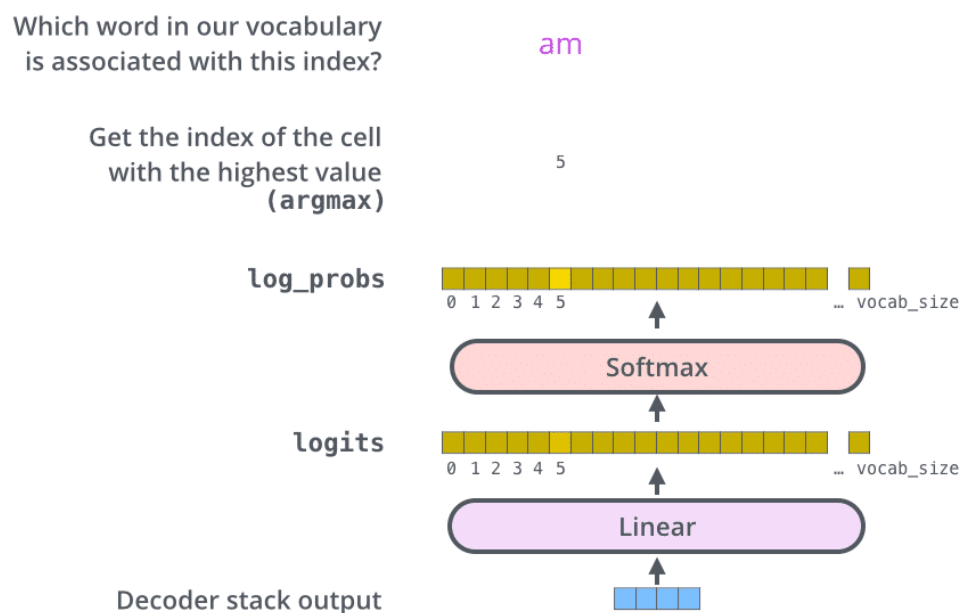 Which word in our vocabulary
is associated with this index?
am
Get the index of the cell
with the highest value
(argmax)
5
log_probs
0 1 2 3 4 5 … vocab_size
Softmax
logits
0 1 2 3 4 5 … vocab_size
Linear
Decoder stack output